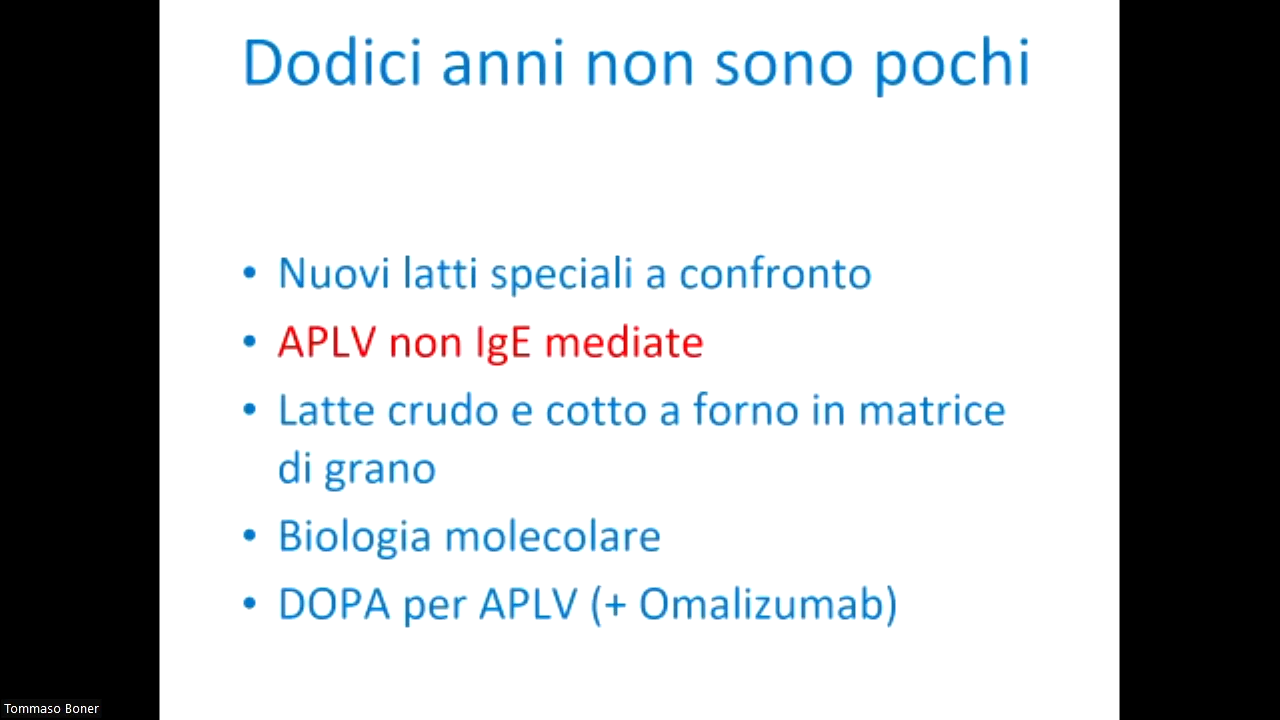 Dodici anni non sono pochi
• Nuovi latti speciali a confronto
• APLV non IgE mediate
• Latte crudo e cotto a forno in matrice
di grano
• Biologia molecolare
• DOPA per APLV (+ Omalizumab)
Tommaso Boner